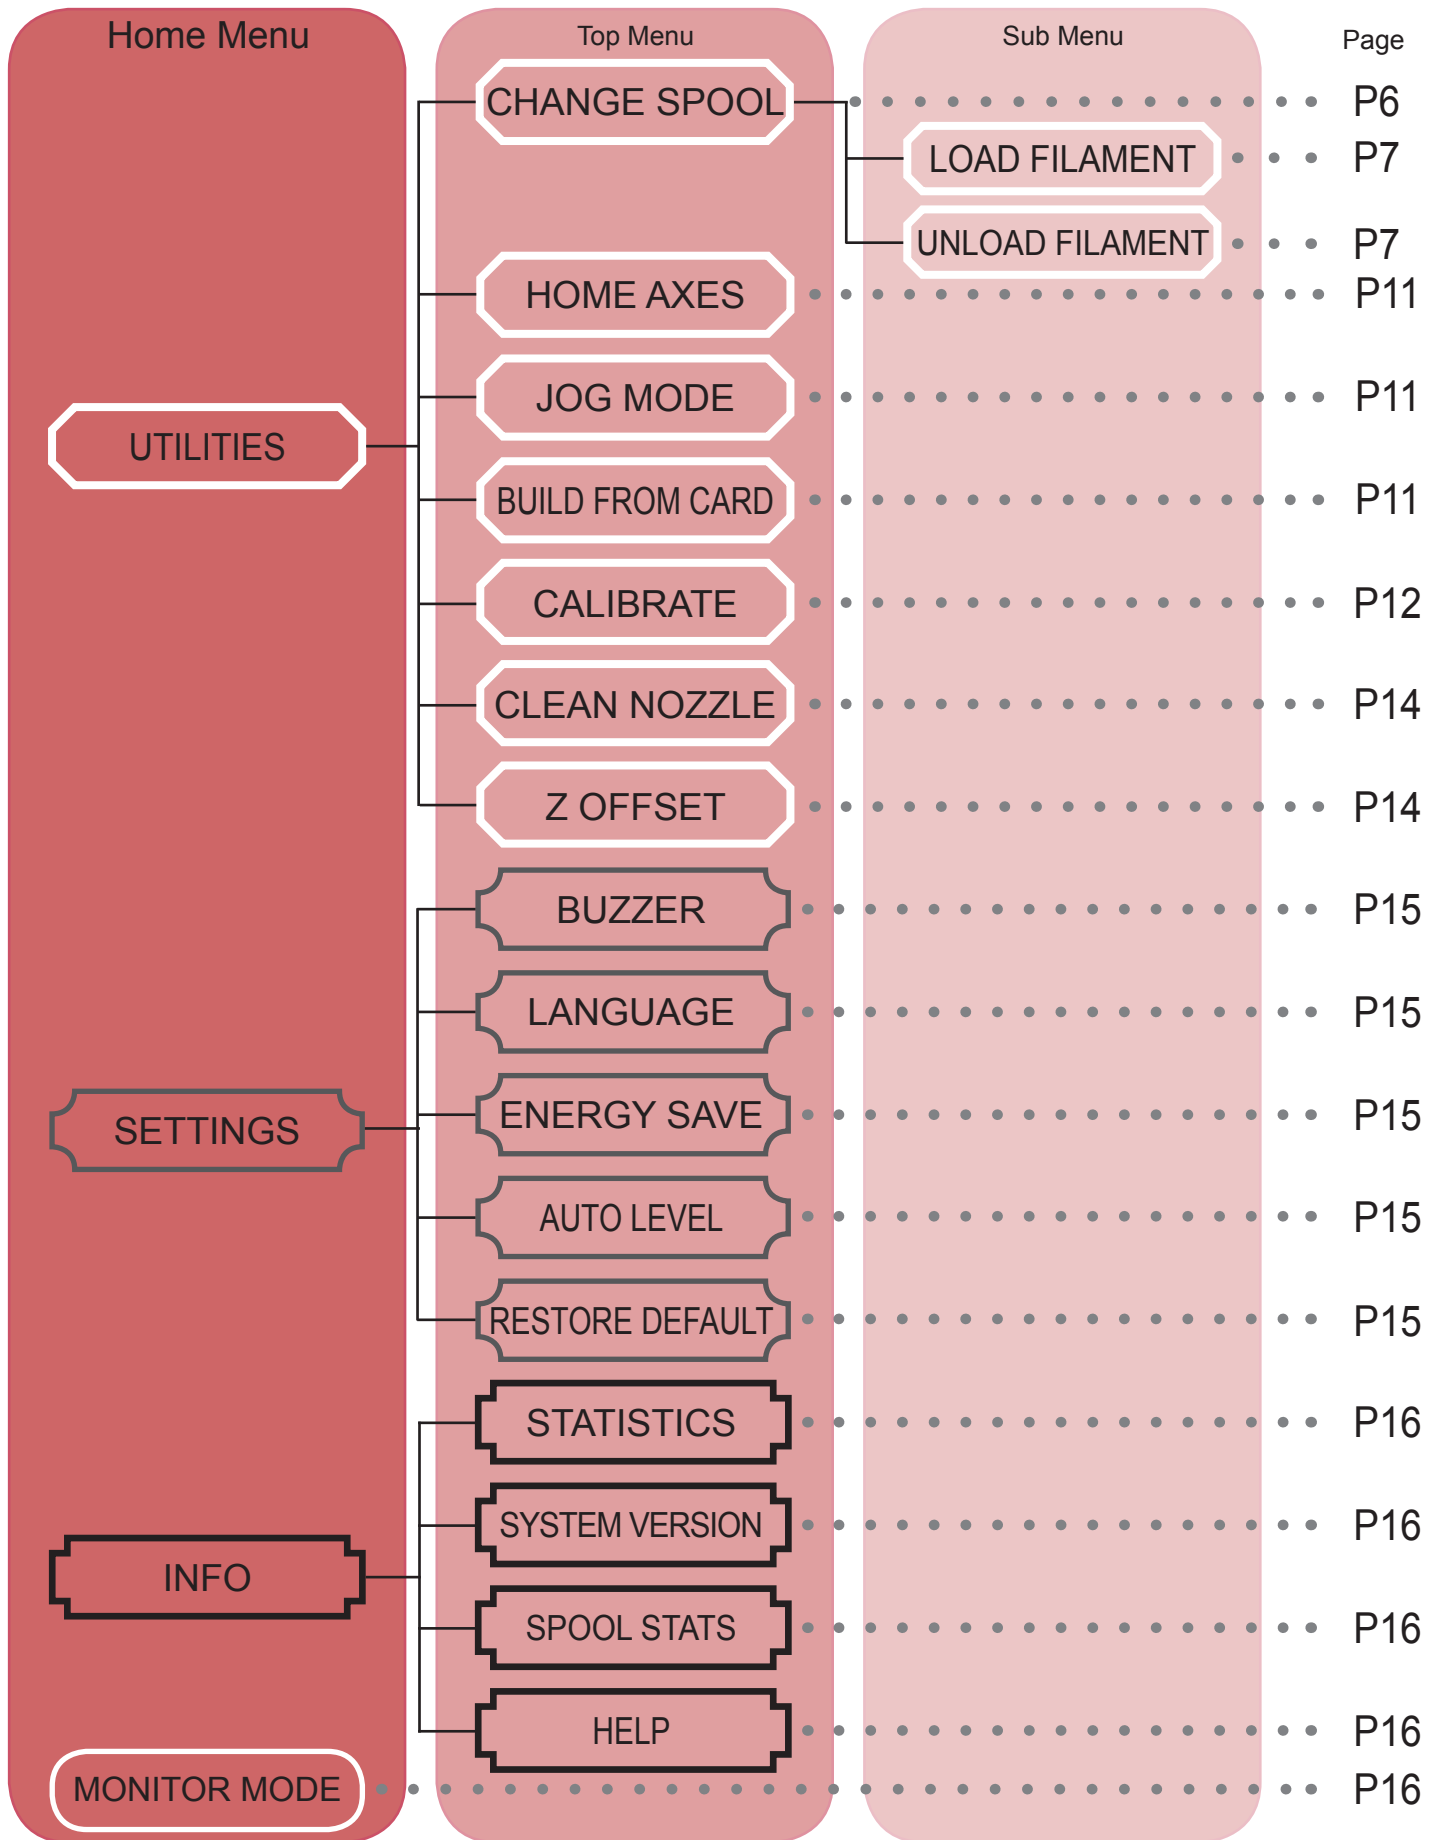 Home Menu
Top Menu
Sub Menu
Page
CHANGE SPOOL
P6
LOAD FILAMENT
P7
UNLOAD FILAMENT
P7
HOME AXES
P11
JOG MODE
P11
UTILITIES
BUILD FROM CARD
P11
CALIBRATE
P12
CLEAN NOZZLE
P14
Z OFFSET
P14
BUZZER
P15
LANGUAGE
P15
SETTINGS
ENERGY SAVE
P15
AUTO LEVEL
P15
RESTORE DEFAULT
P15
STATISTICS
P16
SYSTEM VERSION
P16
INFO
SPOOL STATS
P16
HELP
P16
MONITOR MODE
P16